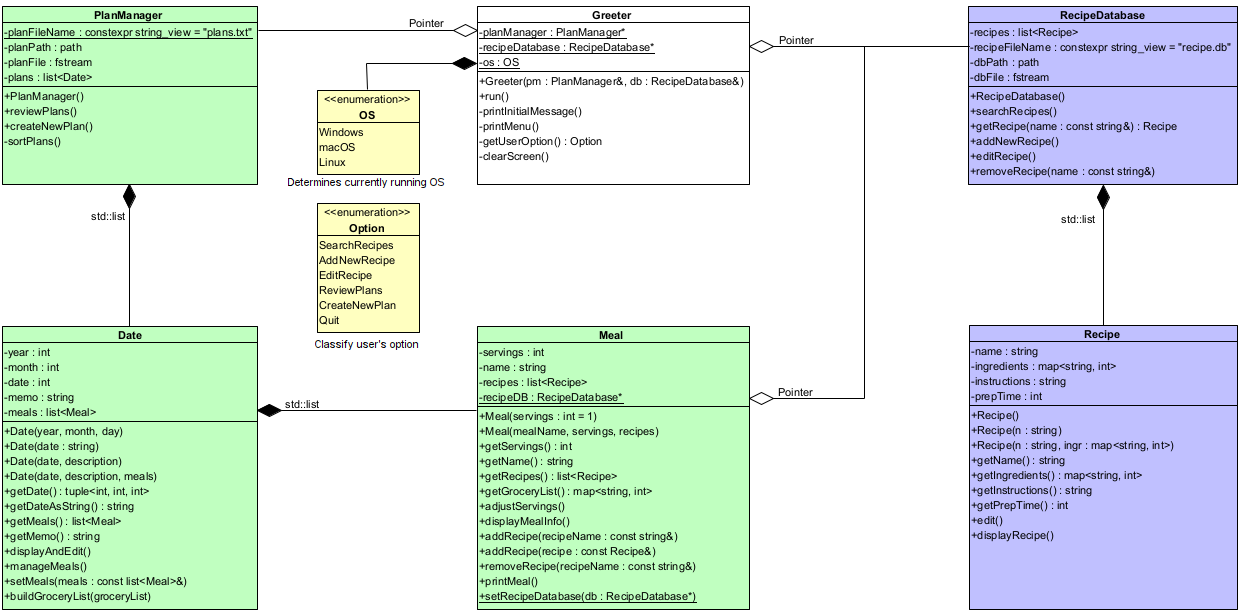 PlanManager
-planFileName : constexpr string_view = "plans.txt"
-planPath : path
-planFile : fstream
-plans : list<Date>
+PlanManager()
+reviewPlans()
+createNewPlan()
-sortPlans()
Pointer
Greeter
-planManager : PlanManager*
-recipeDatabase : RecipeDatabase*
-os : OS
+Greeter(pm : PlanManager&, db : RecipeDatabase&)
+run()
-printInitialMessage()
-printMenu()
-getUserOption() : Option
-clearScreen()
Pointer
RecipeDatabase
-recipes : list<Recipe>
-recipeFileName : constexpr string_view = "recipe.db"
-dbPath : path
-dbFile : fstream
+RecipeDatabase()
+searchRecipes()
+getRecipe(name : const string&) : Recipe
+addNewRecipe()
+editRecipe()
+removeRecipe(name : const string&)
<<enumeration>>
OS
Windows
macOS
Linux
Determines currently running OS
<<enumeration>>
Option
SearchRecipes
AddNewRecipe
EditRecipe
ReviewPlans
CreateNewPlan
Quit
Classify user's option
std::list
std::list
Date
-year : int
-month : int
-date : int
-memo : string
-meals : list<Meal>
+Date(year, month, day)
+Date(date : string)
+Date(date, description)
+Date(date, description, meals)
+getDate() : tuple<int, int, int>
+getDateAsString() : string
+getMeals() : list<Meal>
+getMemo() : string
+displayAndEdit()
+manageMeals()
+setMeals(meals : const list<Meal>&)
+buildGroceryList(groceryList)
std::list
Meal
-servings : int
-name : string
-recipes : list<Recipe>
-recipeDB : RecipeDatabase*
+Meal(servings : int = 1)
+Meal(mealName, servings, recipes)
+getServings() : int
+getName() : string
+getRecipes() : list<Recipe>
+getGroceryList() : map<string, int>
+adjustServings()
+displayMealInfo()
+addRecipe(recipeName : const string&)
+addRecipe(recipe : const Recipe&)
+removeRecipe(recipeName : const string&)
+printMeal()
+setRecipeDatabase(db : RecipeDatabase*)
Pointer
Recipe
-name : string
-ingredients : map<string, int>
-instructions : string
-prepTime : int
+Recipe()
+Recipe(n : string)
+Recipe(n : string, ingr : map<string, int>)
+getName() : string
+getIngredients() : map<string, int>
+getInstructions() : string
+getPrepTime() : int
+edit()
+displayRecipe()